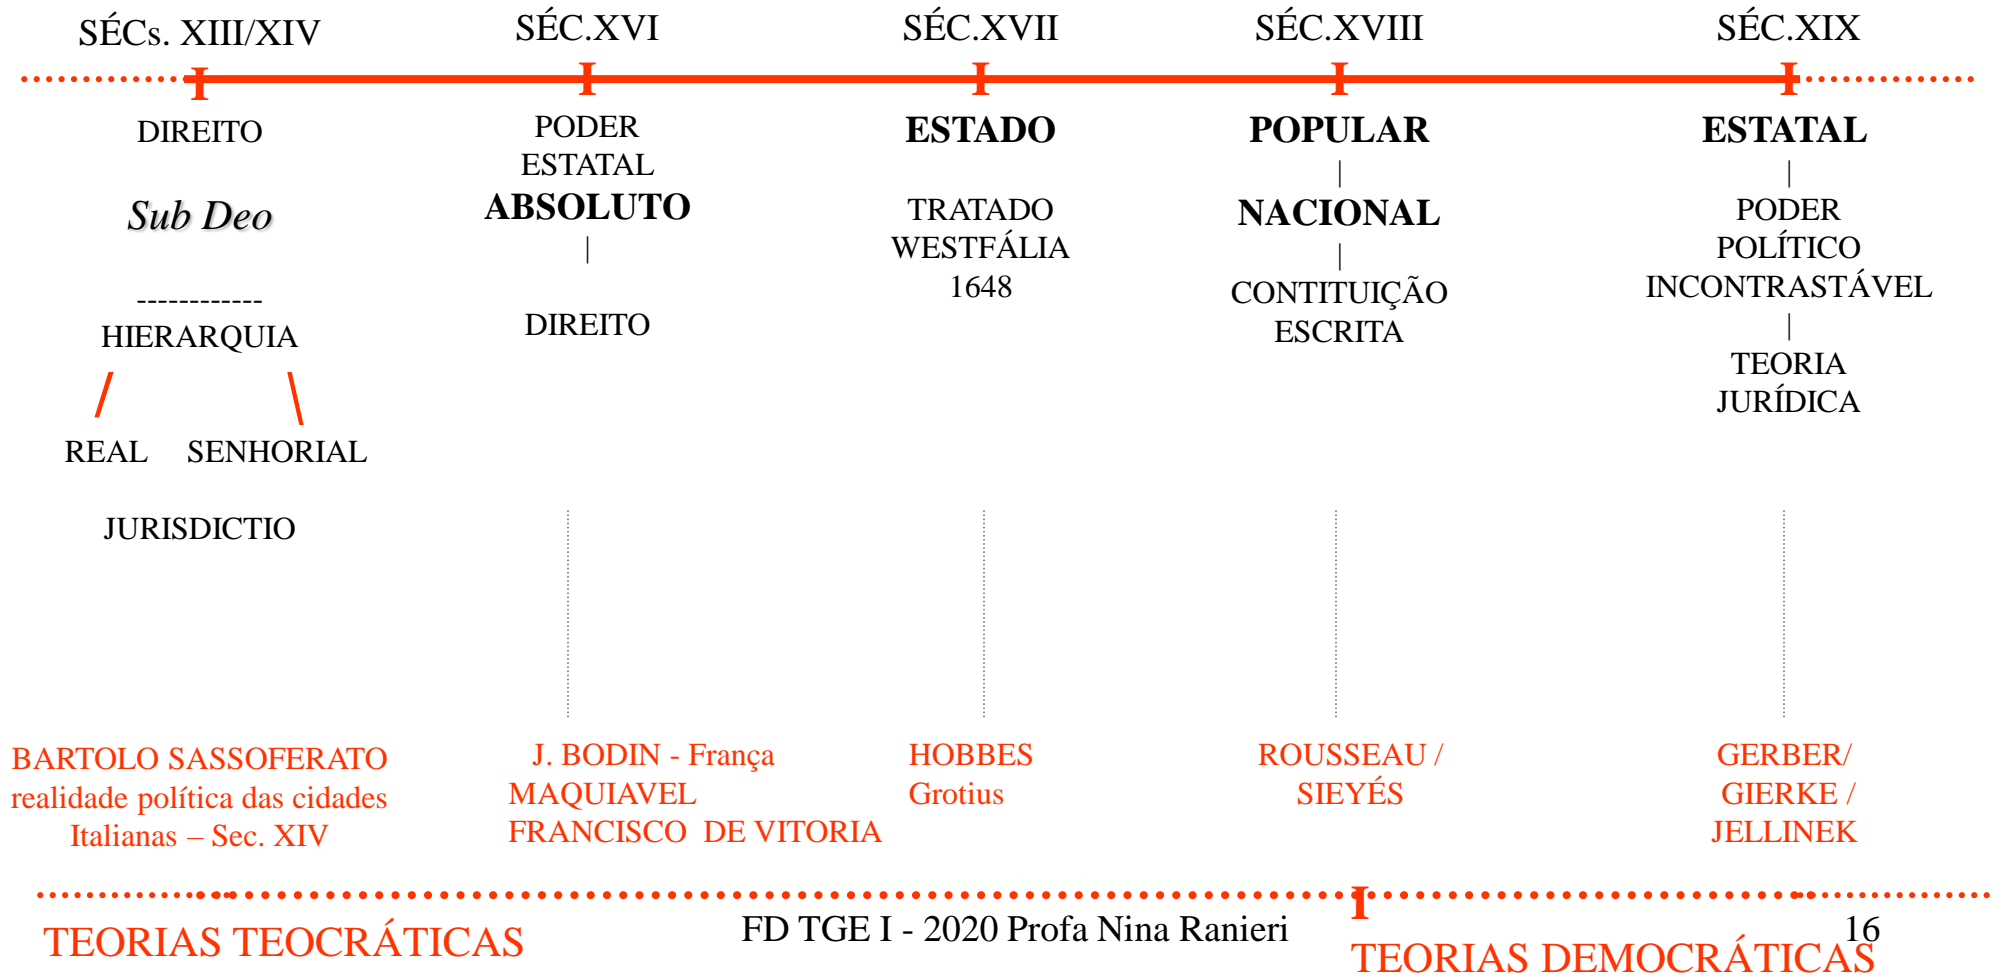 SÉCs. XIII/XIV
DIREITO
Sub Deo
------------
HIERARQUIA
REAL SENHORIAL
JURISDICTIO
BARTOLO SASSOFERATO
realidade política das cidades
Italianas – Sec. XIV
SÉC.XVI
PODER
ESTATAL
ABSOLUTO
|
DIREITO
J. BODIN - França
MAQUIAVEL
FRANCISCO DE VITORIA
SÉC.XVII
ESTADO
TRATADO
WESTFÁLIA
1648
HOBBES
Grotius
SÉC.XVIII
POPULAR
|
NACIONAL
|
CONTITUIÇÃO
ESCRITA
ROUSSEAU /
SIEYÉS
SÉC.XIX
ESTATAL
|
PODER
POLÍTICO
INCONTRASTÁVEL
|
TEORIA
JURÍDICA
GERBER/
GIERKE /
JELLINEK
TEORIAS TEOCRÁTICAS
FD TGE I - 2020 Profa Nina Ranieri
TEORIAS DEMOCRÁTICAS
16